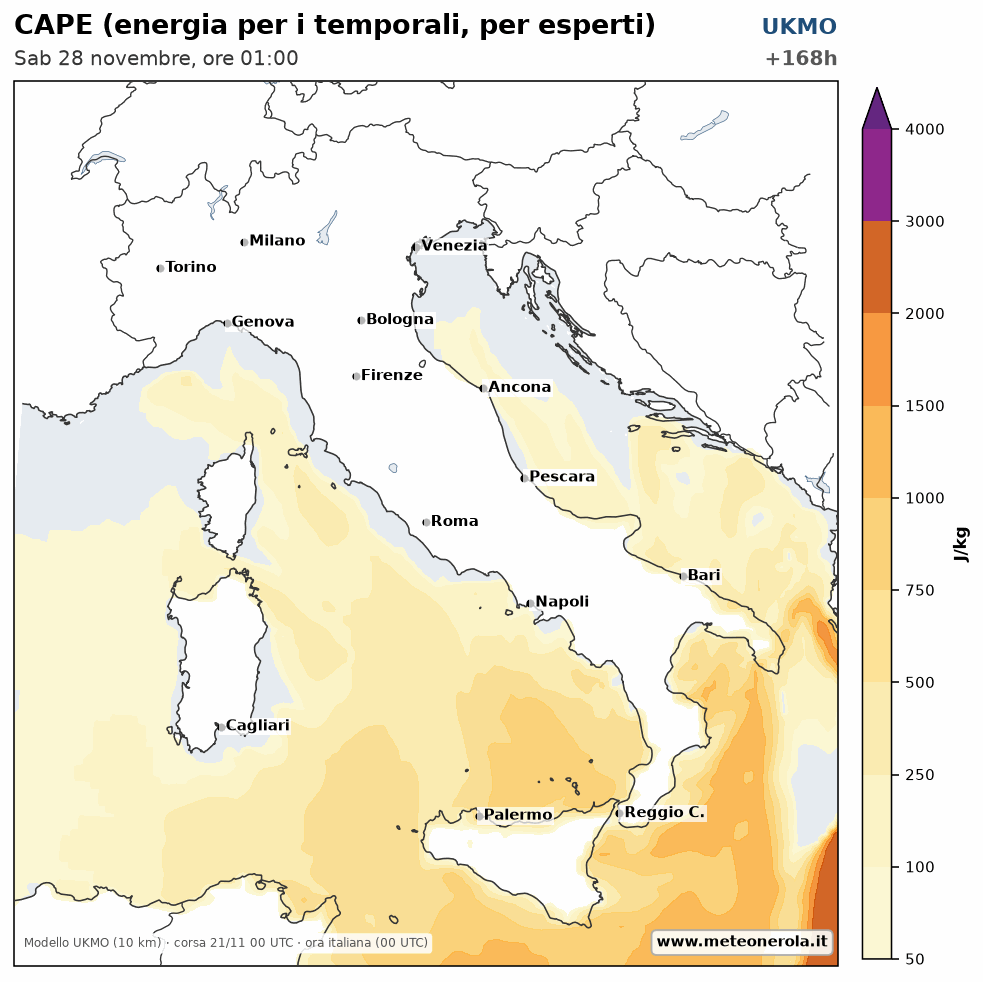 CAPE (energia per i temporali, per esperti)
UKMO
Sab 28 novembre, ore 01:00
+168h
4000
3000
2000
1500
1000
750
500
250
100
50
J/kg
Venezia
Milano
Torino
Genova
Bologna
Firenze
Ancona
Pescara
Roma
Bari
Napoli
Cagliari
Palermo
Reggio C.
Modello UKMO (10 km) · corsa 21/11 00 UTC · ora italiana (00 UTC)
www.meteonerola.it